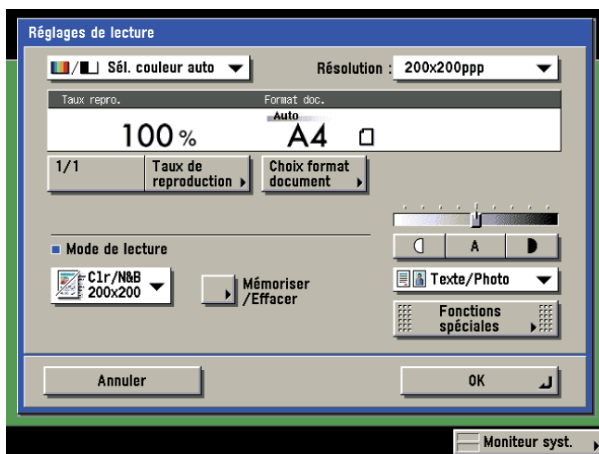 Réglages de lecture
Sél. couleur auto
Résolution : 200x200ppp
Taux repro.
Format doc.
Auto
100 %
A4
1/1
Taux de
reproduction
Choix format
document
Mode de lecture
A
Clr/N&B
200x200
Mémoriser
/Effacer
Texte/Photo
Fonctions
spéciales
Annuler
OK
Moniteur syst.